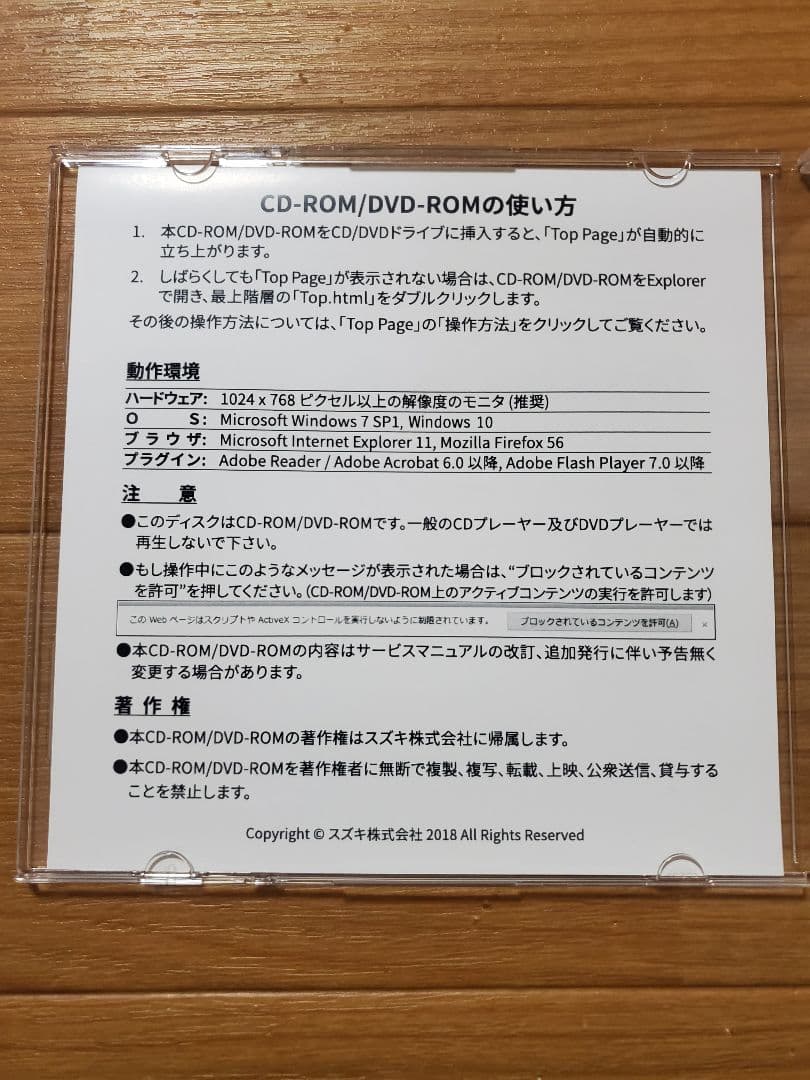 CD-ROM/DVD-ROMの使い方
1. 本CD-ROM/DVD-ROMをCD/DVDドライブに挿入すると、「Top Page」が自動的に
立ち上がります。
2. しばらくしても「Top Page」が表示されない場合は、CD-ROM/DVD-ROMをExplorer
で開き、最上階層の「Top.html」をダブルクリックします。
その後の操作方法については、「Top Page」の「操作方法」をクリックしてご覧ください。
動作環境
ハードウェア: 1024 x 768 ピクセル以上の解像度のモニタ (推奨)
O S: Microsoft Windows 7 SP1, Windows 10
ブラウザ: Microsoft Internet Explorer 11, Mozilla Firefox 56
プラグイン: Adobe Reader / Adobe Acrobat 6.0 以降, Adobe Flash Player 7.0 以降
注 意
●このディスクはCD-ROM/DVD-ROMです。一般のCDプレーヤー及びDVDプレーヤーでは
再生しないで下さい。
●もし操作中にこのようなメッセージが表示された場合は、“ブロックされているコンテンツ
を許可”を押してください。(CD-ROM/DVD-ROM上のアクティブコンテンツの実行を許可します)
この Web ページはスクリプトや ActiveX コントロールを実行しないように制限されています。 ブロックされているコンテンツを許可(A) ×
●本CD-ROM/DVD-ROMの内容はサービスマニュアルの改訂、追加発行に伴い予告無く
変更する場合があります。
著 作 権
●本CD-ROM/DVD-ROMの著作権はスズキ株式会社に帰属します。
●本CD-ROM/DVD-ROMを著作権者に無断で複製、複写、転載、上映、公衆送信、貸与する
ことを禁止します。
Copyright © スズキ株式会社 2018 All Rights Reserved